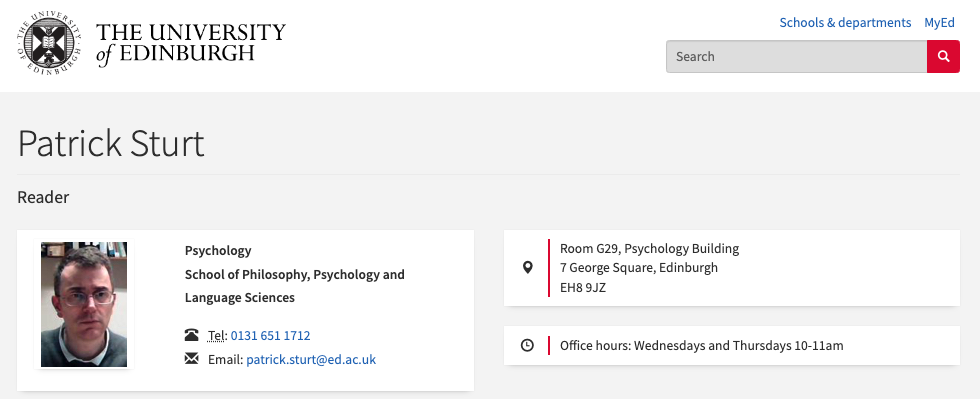 THE UNIVERSITY
of EDINBURGH
Schools & departments MyEd
Search
Patrick Sturt
Reader
Psychology
School of Philosophy, Psychology and
Language Sciences
Tel: 0131 651 1712
Email: patrick.sturt@ed.ac.uk
Room G29, Psychology Building
7 George Square, Edinburgh
EH8 9JZ
Office hours: Wednesdays and Thursdays 10-11am